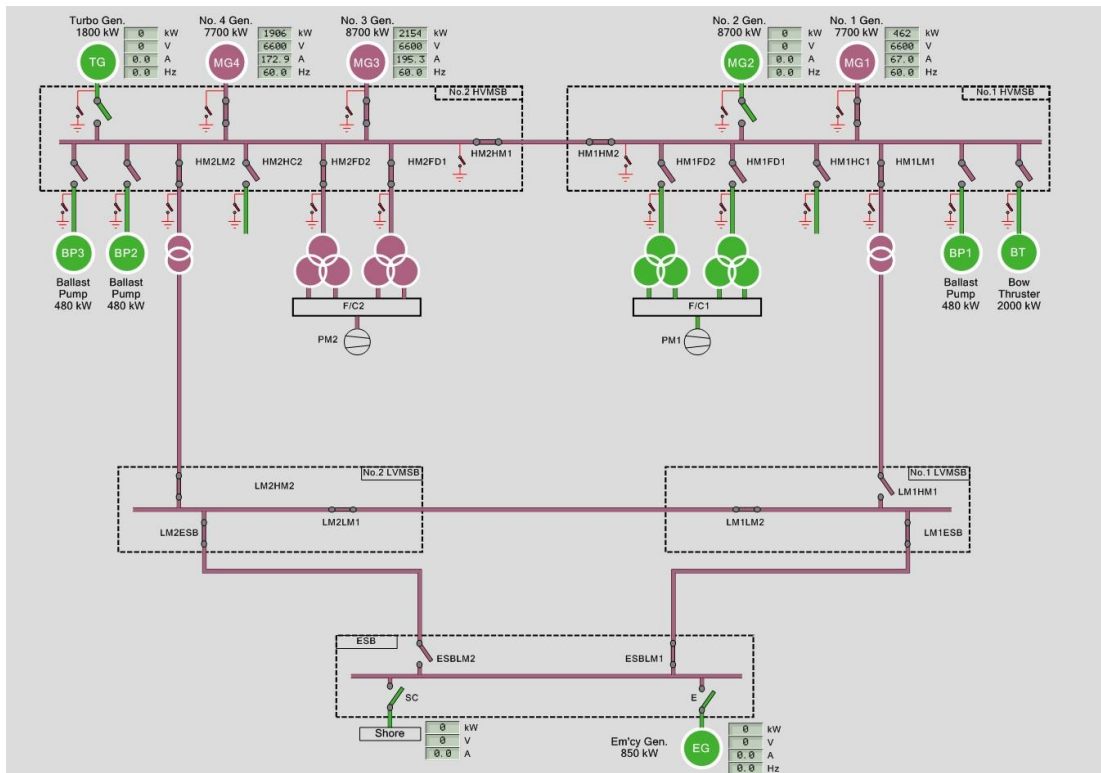 Turbo Gen.
1800 kW
0 kW
0 V
0.0 A
0.0 Hz
TG
No. 4 Gen.
7700 kW
1906 kW
6600 V
172.9 A
60.0 Hz
MG4
No. 3 Gen.
8700 kW
2154 kW
6600 V
195.3 A
60.0 Hz
MG3
No. 2 Gen.
8700 kW
0 kW
0 V
0.0 A
0.0 Hz
MG2
No. 1 Gen.
7700 kW
462 kW
6600 V
67.0 A
60.0 Hz
MG1
No.2 HVMSB
No.1 HVMSB
HM2LM2
HM2HC2
HM2FD2
HM2FD1
HM2HM1
HM1HM2
HM1FD2
HM1FD1
HM1HC1
HM1LM1
BP3
BP2
BP1
BT
Ballast
Pump
480 kW
Ballast
Pump
480 kW
Ballast
Pump
480 kW
Bow
Thruster
2000 kW
F/C2
F/C1
PM2
PM1
No.2 LVMSB
No.1 LVMSB
LM2HM2
LM1HM1
LM2LM1
LM1LM2
LM2ESB
LM1ESB
ESB
ESBLM2
ESBLM1
SC
E
Shore
0 kW
0 V
0.0 A
Em'cy Gen.
850 kW
EG
0 kW
0 V
0.0 A
0.0 Hz